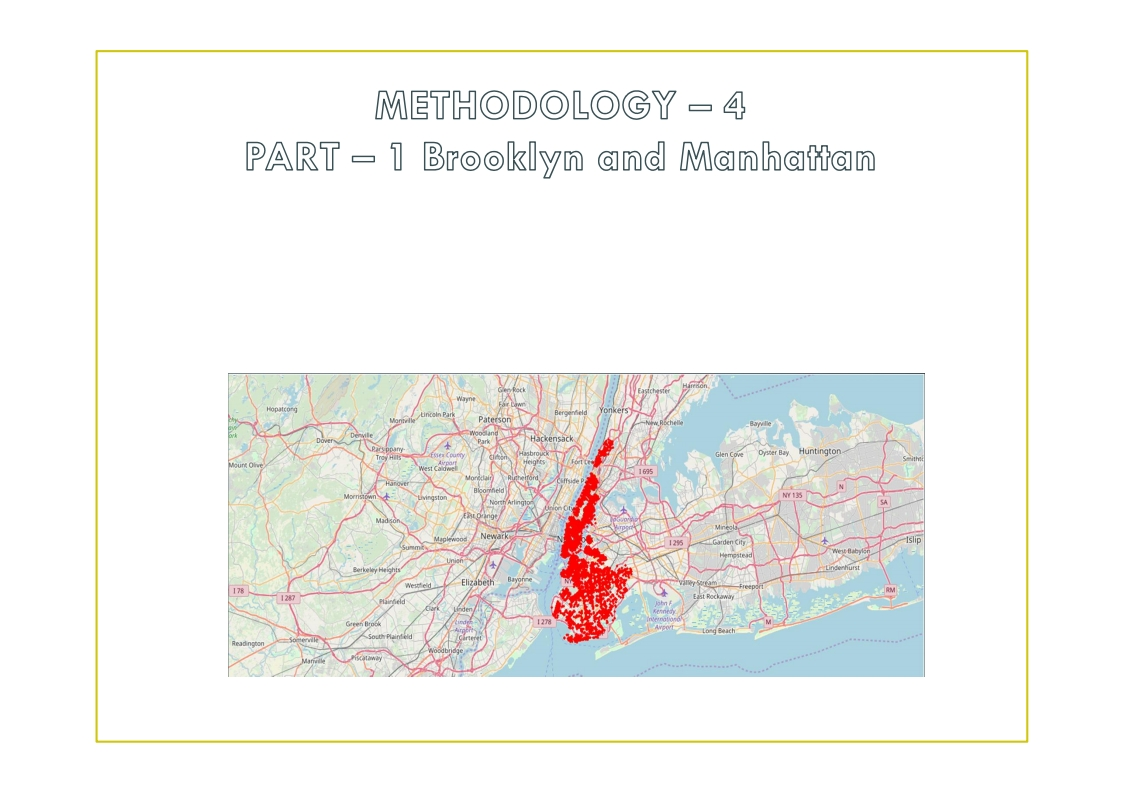 METHODOLOGY – 4
PART – 1 Brooklyn and Manhattan
Glen-Rock
Eastchester
Harrison
Hopatcong
Wayne
Fair Lawn
Bergenfield
Yonkers
Montville
Lincoln Park
Paterson
New Rochelle
Bayville
Dover
Denville
Woodland
Park
Hackensack
Glen Cove
Oyster Bay
Huntington
Parsippany-
Troy Hills
Essex County
Airport
Clifton
Hasbrouck
Heights
Mount Olive
West Caldwell
I 695
Hanover
Montclair
Rutherford
Cliffside
Morristown
Livingston
Bloomfield
North Arlington
Union City
NY 135
N
SA
Madison
East Orange
LaGuardia
Airport
Mineola
Newark
Maplewood
Summit
I 295
Garden City
Hempstead
West-Babylon
Islip
Union
Lindenhurst
Berkeley Heights
Elizabeth
Bayonne
Valley Stream
Freeport
Westfield
East Rockaway
I 78
I 287
Plainfield
Clark
Linden
John F.
Kennedy
International
Airport
RM
Green Brook
Linden
Airport
I 278
M
Long Beach
Readington
Somerville
South Plainfield
Carteret
Woodbridge
Manville
Piscataway